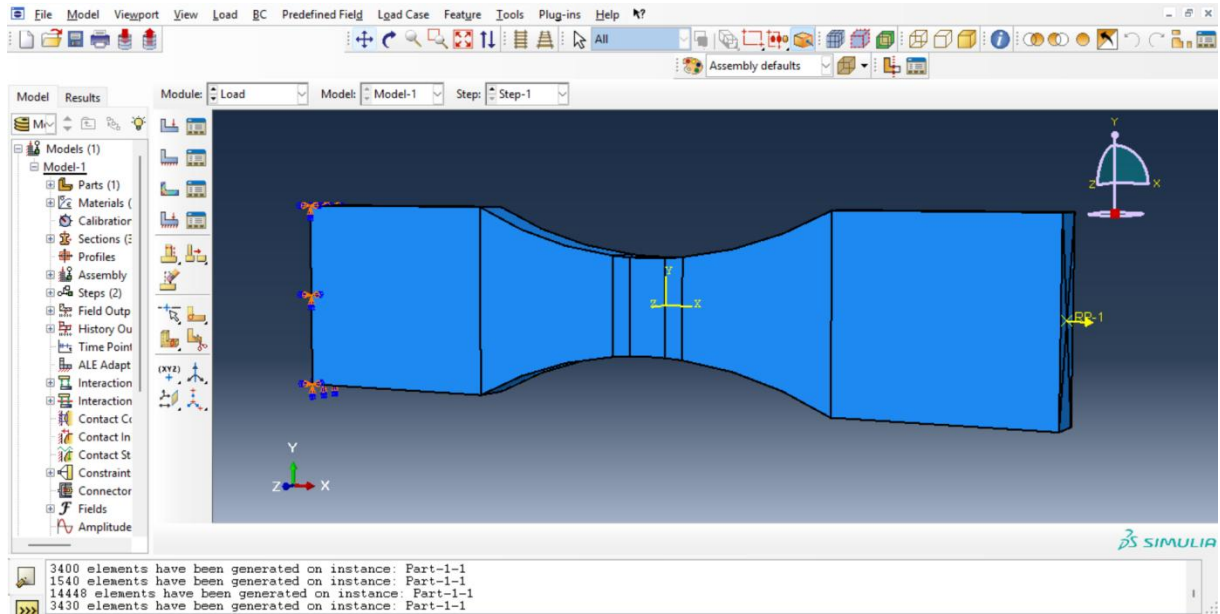 File Model Viewport View Load BC Predefined Field Load Case Feature Tools Plug-ins Help
All
Assembly defaults
Model Results Module: Load Model: Model-1 Step: Step-1
Models (1)
Model-1
Parts (1)
Materials (
Calibration
Sections (
Profiles
Assembly
Steps (2)
Field Outp
History Ou
Time Point
ALE Adapt
Interaction
Interaction
Contact Co
Contact In
Contact St
Constraint
Connector
Fields
Amplitude
(XYZ)
Y
Z X
Y
Z X
RP-1
Y
Z X
SIMULIA
3400 elements have been generated on instance: Part-1-1
1540 elements have been generated on instance: Part-1-1
14448 elements have been generated on instance: Part-1-1
3430 elements have been generated on instance: Part-1-1